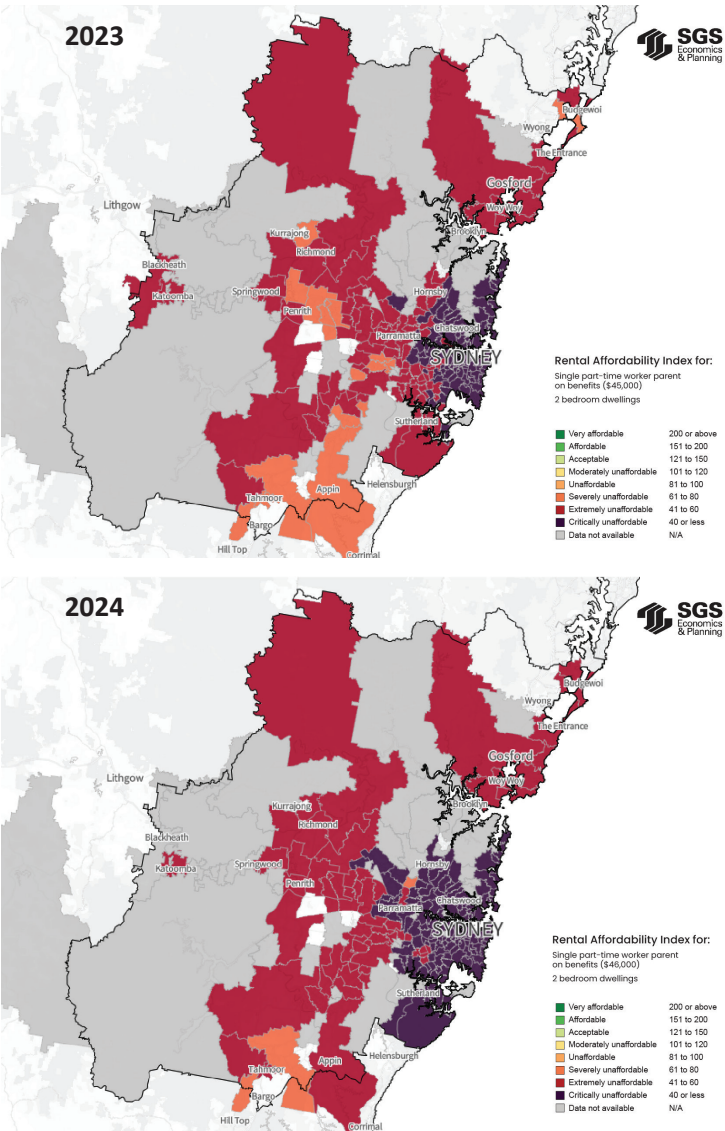 2023
SGS
Economics
& Planning
Budgewoi
Wyong
The Entrance
Lithgow
Gosford
Woy Woy
Kurrajong
Brooklyn
Richmond
Blackheath
Springwood
Hornsby
Katoomba
Penrith
Chatswood
Parramatta
SYDNEY
Rental Affordability Index for:
Single part-time worker parent
on benefits ($45,000)
2 bedroom dwellings
Sutherland
Very affordable 200 or above
Affordable 151 to 200
Acceptable 121 to 150
Moderately unaffordable 101 to 120
Unaffordable 81 to 100
Severely unaffordable 61 to 80
Extremely unaffordable 41 to 60
Critically unaffordable 40 or less
Data not available N/A
Helensburgh
Appin
Tahmoor
Bargo
Hill Top
Corrimal
2024
SGS
Economics
& Planning
Budgewoi
Wyong
The Entrance
Gosford
Lithgow
Woy Woy
Kurrajong
Brooklyn
Richmond
Blackheath
Springwood
Hornsby
Katoomba
Penrith
Chatswood
Parramatta
SYDNEY
Rental Affordability Index for:
Single part-time worker parent
on benefits ($46,000)
2 bedroom dwellings
Sutherland
Very affordable 200 or above
Affordable 151 to 200
Acceptable 121 to 150
Moderately unaffordable 101 to 120
Unaffordable 81 to 100
Severely unaffordable 61 to 80
Extremely unaffordable 41 to 60
Critically unaffordable 40 or less
Data not available N/A
Helensburgh
Appin
Tahmoor
Bargo
Hill Top
Corrimal